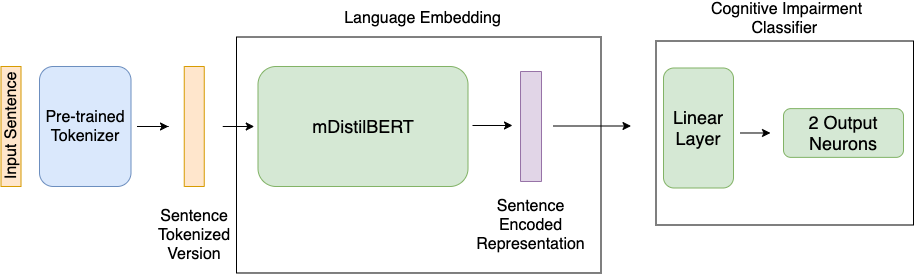 Language Embedding
Cognitive Impairment
Classifier
Input Sentence
Pre-trained
Tokenizer
mDistilBERT
Linear
Layer
2 Output
Neurons
Sentence
Tokenized
Version
Sentence
Encoded
Representation